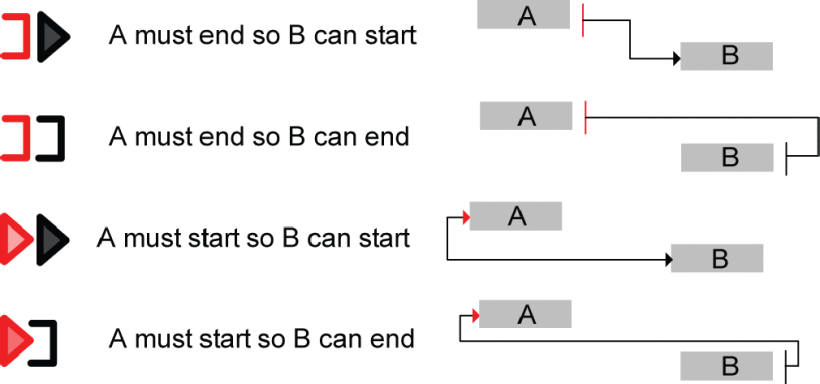 A must end so B can start
A
B
A must end so B can end
A
B
A must start so B can start
A
B
A must start so B can end
A
B